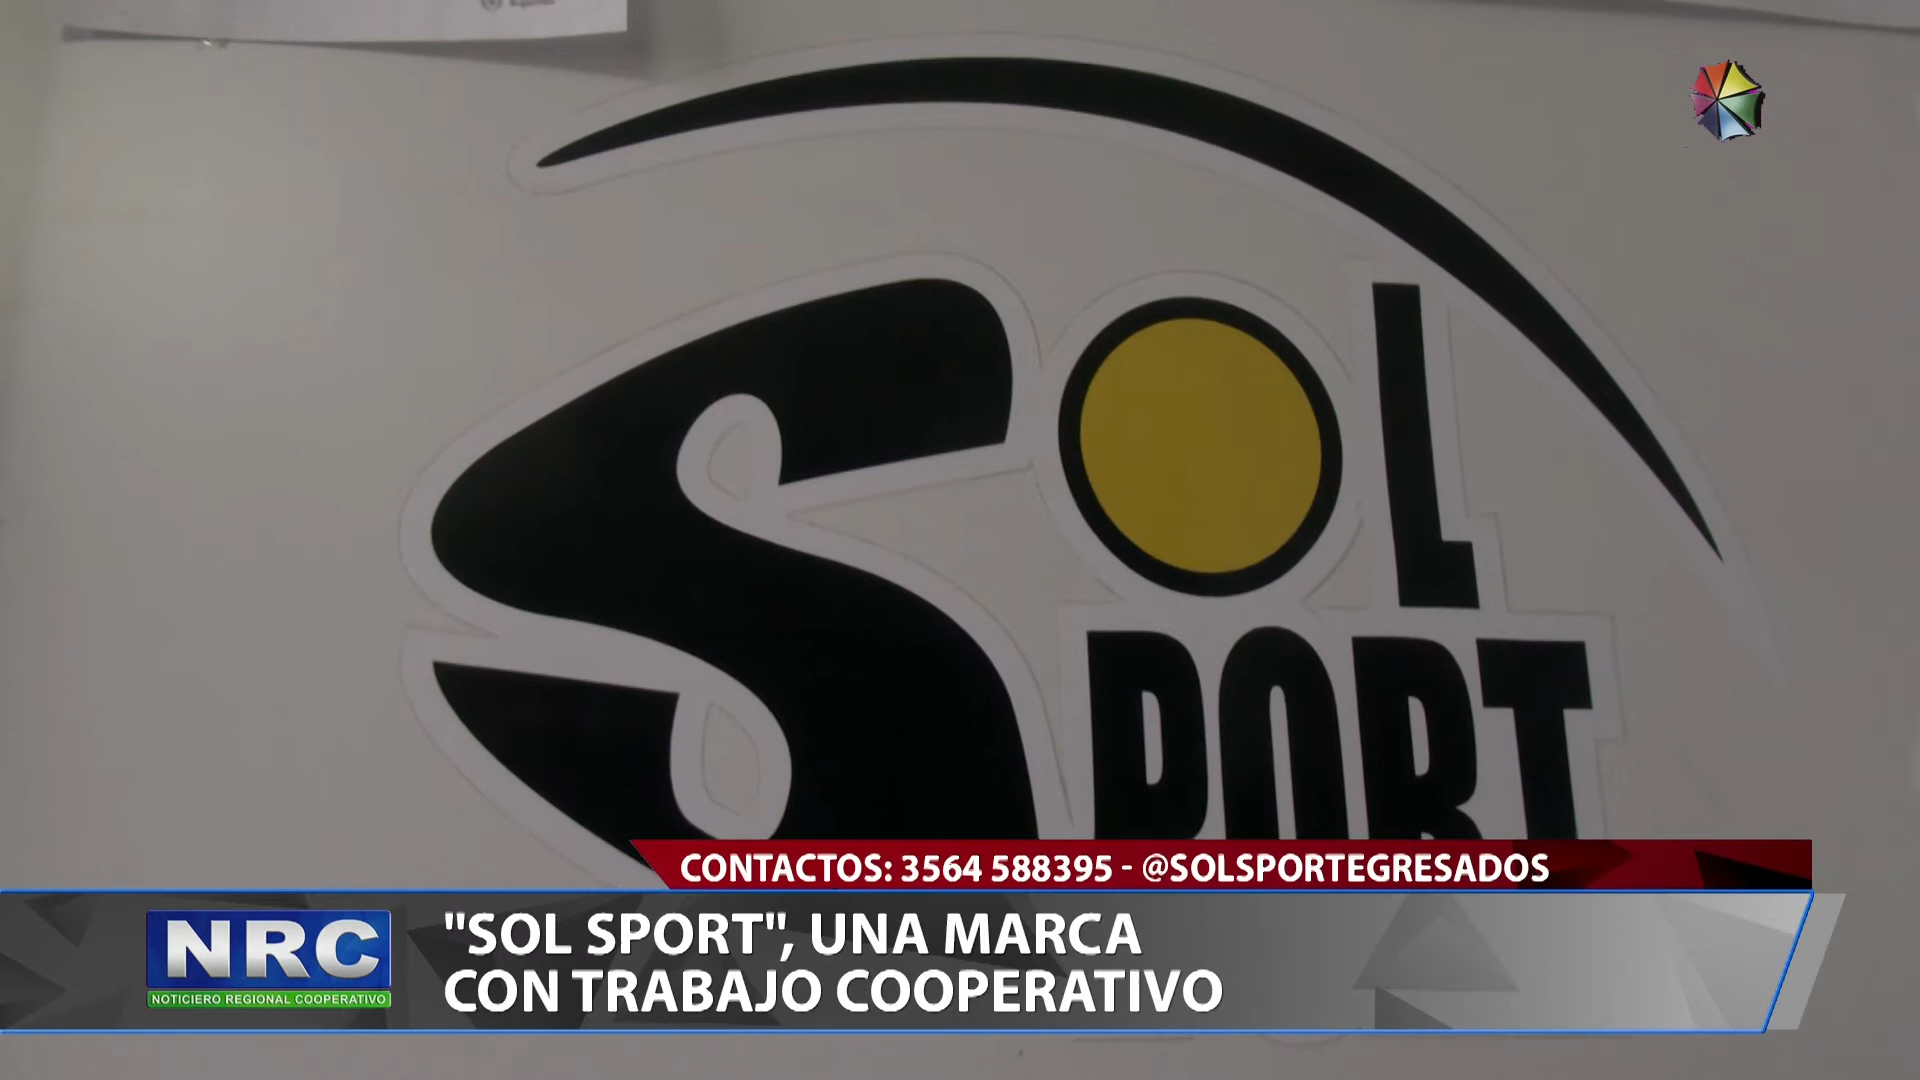 SOL
SPORT
CONTACTOS: 3564 588395 - @SOLSPORTEGRESADOS
NRC
NOTICIERO REGIONAL COOPERATIVO
"SOL SPORT", UNA MARCA
CON TRABAJO COOPERATIVO